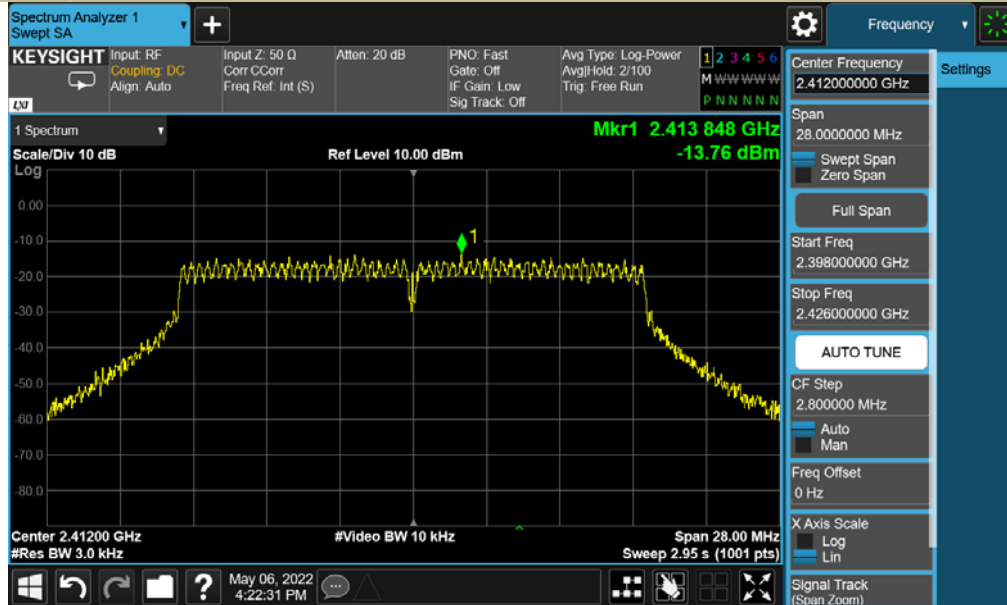 Spectrum Analyzer 1
Swept SA
+
Frequency
KEYSIGHT
Input: RF
Coupling: DC
Align: Auto
Input Z: 50 Ω
Corr CCorr
Freq Ref: Int (S)
Atten: 20 dB
PNO: Fast
Gate: Off
IF Gain: Low
Sig Track: Off
Avg Type: Log-Power
Avg|Hold: 2/100
Trig: Free Run
1 2 3 4 5 6
M W W W W W
P N N N N N
LXI
Center Frequency
2.412000000 GHz
Settings
Span
28.0000000 MHz
Swept Span
Zero Span
Full Span
Start Freq
2.398000000 GHz
Stop Freq
2.426000000 GHz
AUTO TUNE
CF Step
2.800000 MHz
Auto
Man
Freq Offset
0 Hz
X Axis Scale
Log
Lin
Signal Track
(Span Zoom)
1 Spectrum
Mkr1 2.413 848 GHz
Scale/Div 10 dB
Ref Level 10.00 dBm
-13.76 dBm
Log
0.00
-10.0
-20.0
-30.0
-40.0
-50.0
-60.0
-70.0
-80.0
1
Center 2.41200 GHz
#Video BW 10 kHz
Span 28.00 MHz
#Res BW 3.0 kHz
Sweep 2.95 s (1001 pts)
?
May 06, 2022
4:22:31 PM